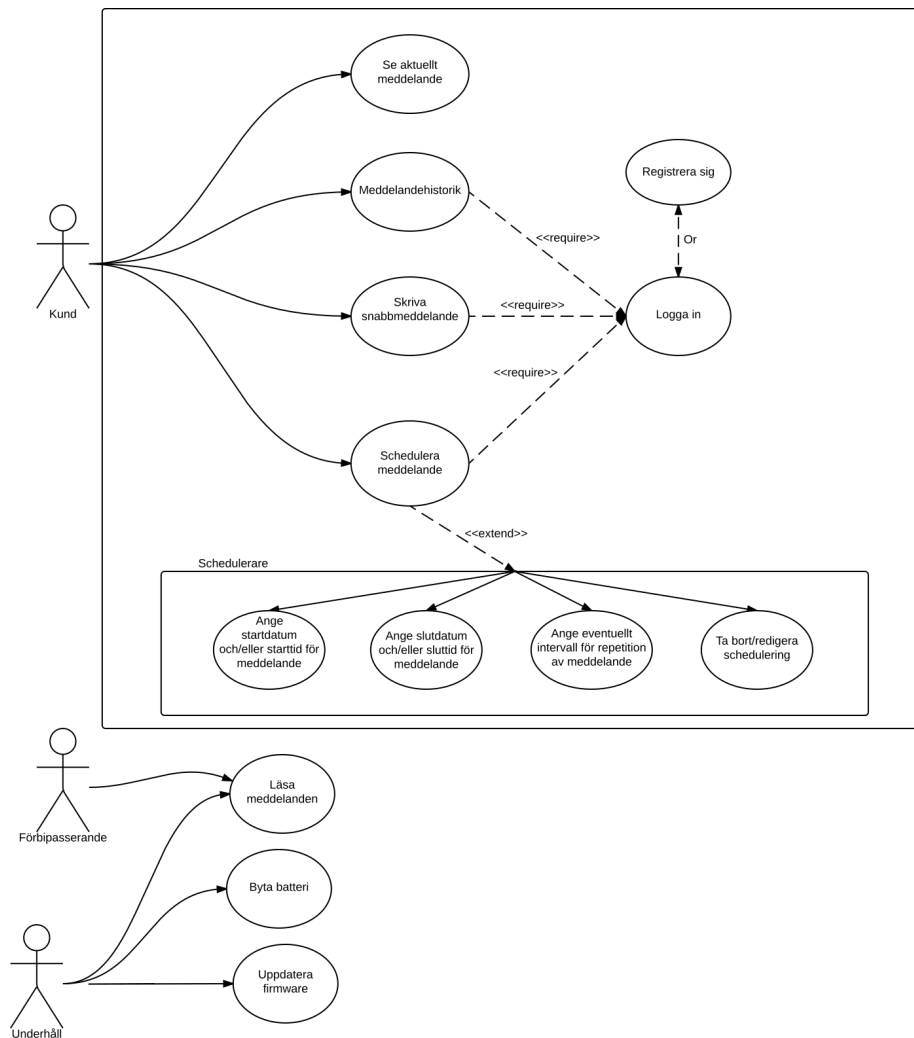 Se aktuellt
meddelande
Meddelandehistorik
Registrera sig
<<require>>
Or
Kund
Skriva
snabbmeddelande
<<require>>
Logga in
<<require>>
Schedulera
meddelande
<<extend>>
Schedulerare
Ange
startdatum
och/eller starttid för
meddelande
Ange slutdatum
och/eller sluttid för
meddelande
Ange eventuellt
intervall för repetition
av meddelande
Ta bort/redigera
schedulering
Förbipasserande
Läsa
meddelanden
Byta batteri
Uppdatera
firmware
Underhåll